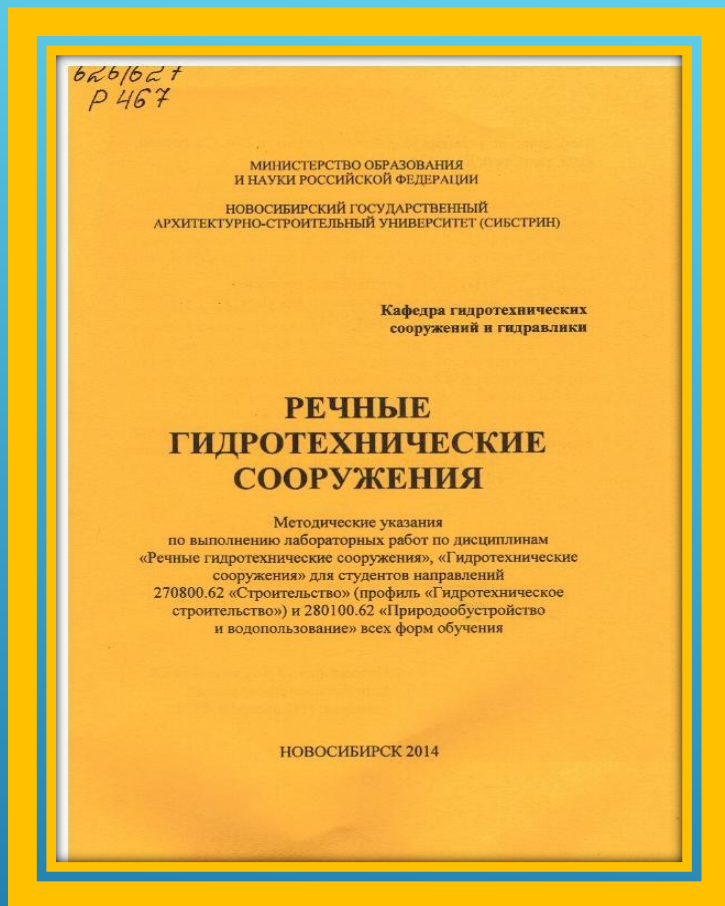 626/627
Р 467
МИНИСТЕРСТВО ОБРАЗОВАНИЯ
И НАУКИ РОССИЙСКОЙ ФЕДЕРАЦИИ
НОВОСИБИРСКИЙ ГОСУДАРСТВЕННЫЙ
АРХИТЕКТУРНО-СТРОИТЕЛЬНЫЙ УНИВЕРСИТЕТ (СИБСТРИН)
Кафедра гидротехнических
сооружений и гидравлики
РЕЧНЫЕ
ГИДРОТЕХНИЧЕСКИЕ
СООРУЖЕНИЯ
Методические указания
по выполнению лабораторных работ по дисциплинам
«Речные гидротехнические сооружения», «Гидротехнические
сооружения» для студентов направлений
270800.62 «Строительство» (профиль «Гидротехническое
строительство») и 280100.62 «Природообустройство
и водопользование» всех форм обучения
НОВОСИБИРСК 2014